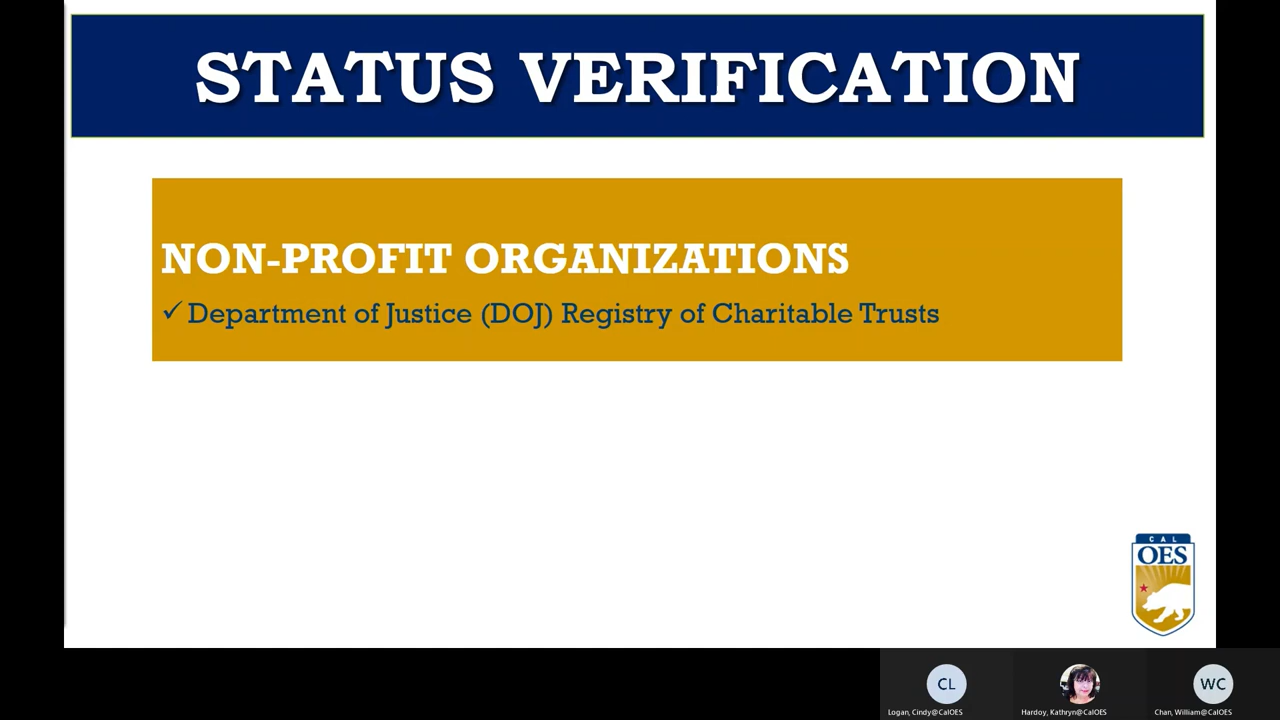 STATUS VERIFICATION
NON-PROFIT ORGANIZATIONS
✓ Department of Justice (DOJ) Registry of Charitable Trusts
CAL
OES
CL
WC
Logan, Cindy@CalOES
Hardoy, Kathryn@CalOES
Chan, William@CalOES